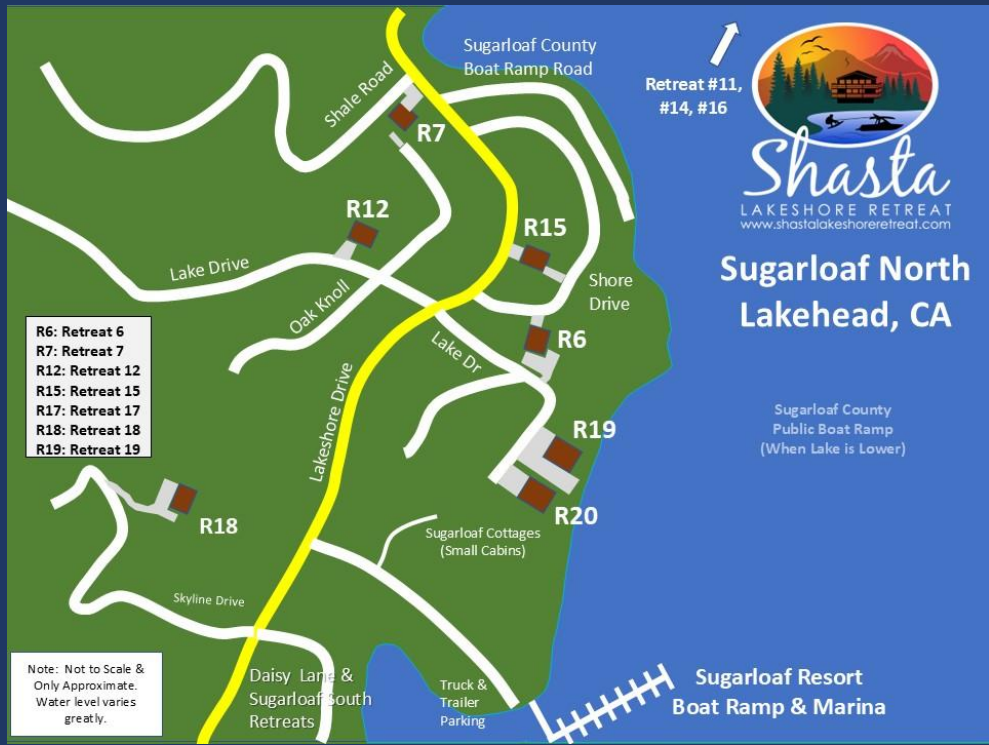 Sugarloaf County
Boat Ramp Road
Retreat #11,
#14, #16
Shasta
LAKESHORE RETREAT
www.shastalakeshoreretreat.com
Sugarloaf North
Lakehead, CA
Shale Road
R7
R12
R15
Lake Drive
Oak Knoll
Shore
Drive
Lake Dr
R6
R6: Retreat 6
R7: Retreat 7
R12: Retreat 12
R15: Retreat 15
R17: Retreat 17
R18: Retreat 18
R19: Retreat 19
Lakeshore Drive
Sugarloaf County
Public Boat Ramp
(When Lake is Lower)
R19
R20
R18
Sugarloaf Cottages
(Small Cabins)
Skyline Drive
Note: Not to Scale &
Only Approximate.
Water level varies
greatly.
Daisy Lane &
Sugarloaf South
Retreats
Truck &
Trailer
Parking
Sugarloaf Resort
Boat Ramp & Marina